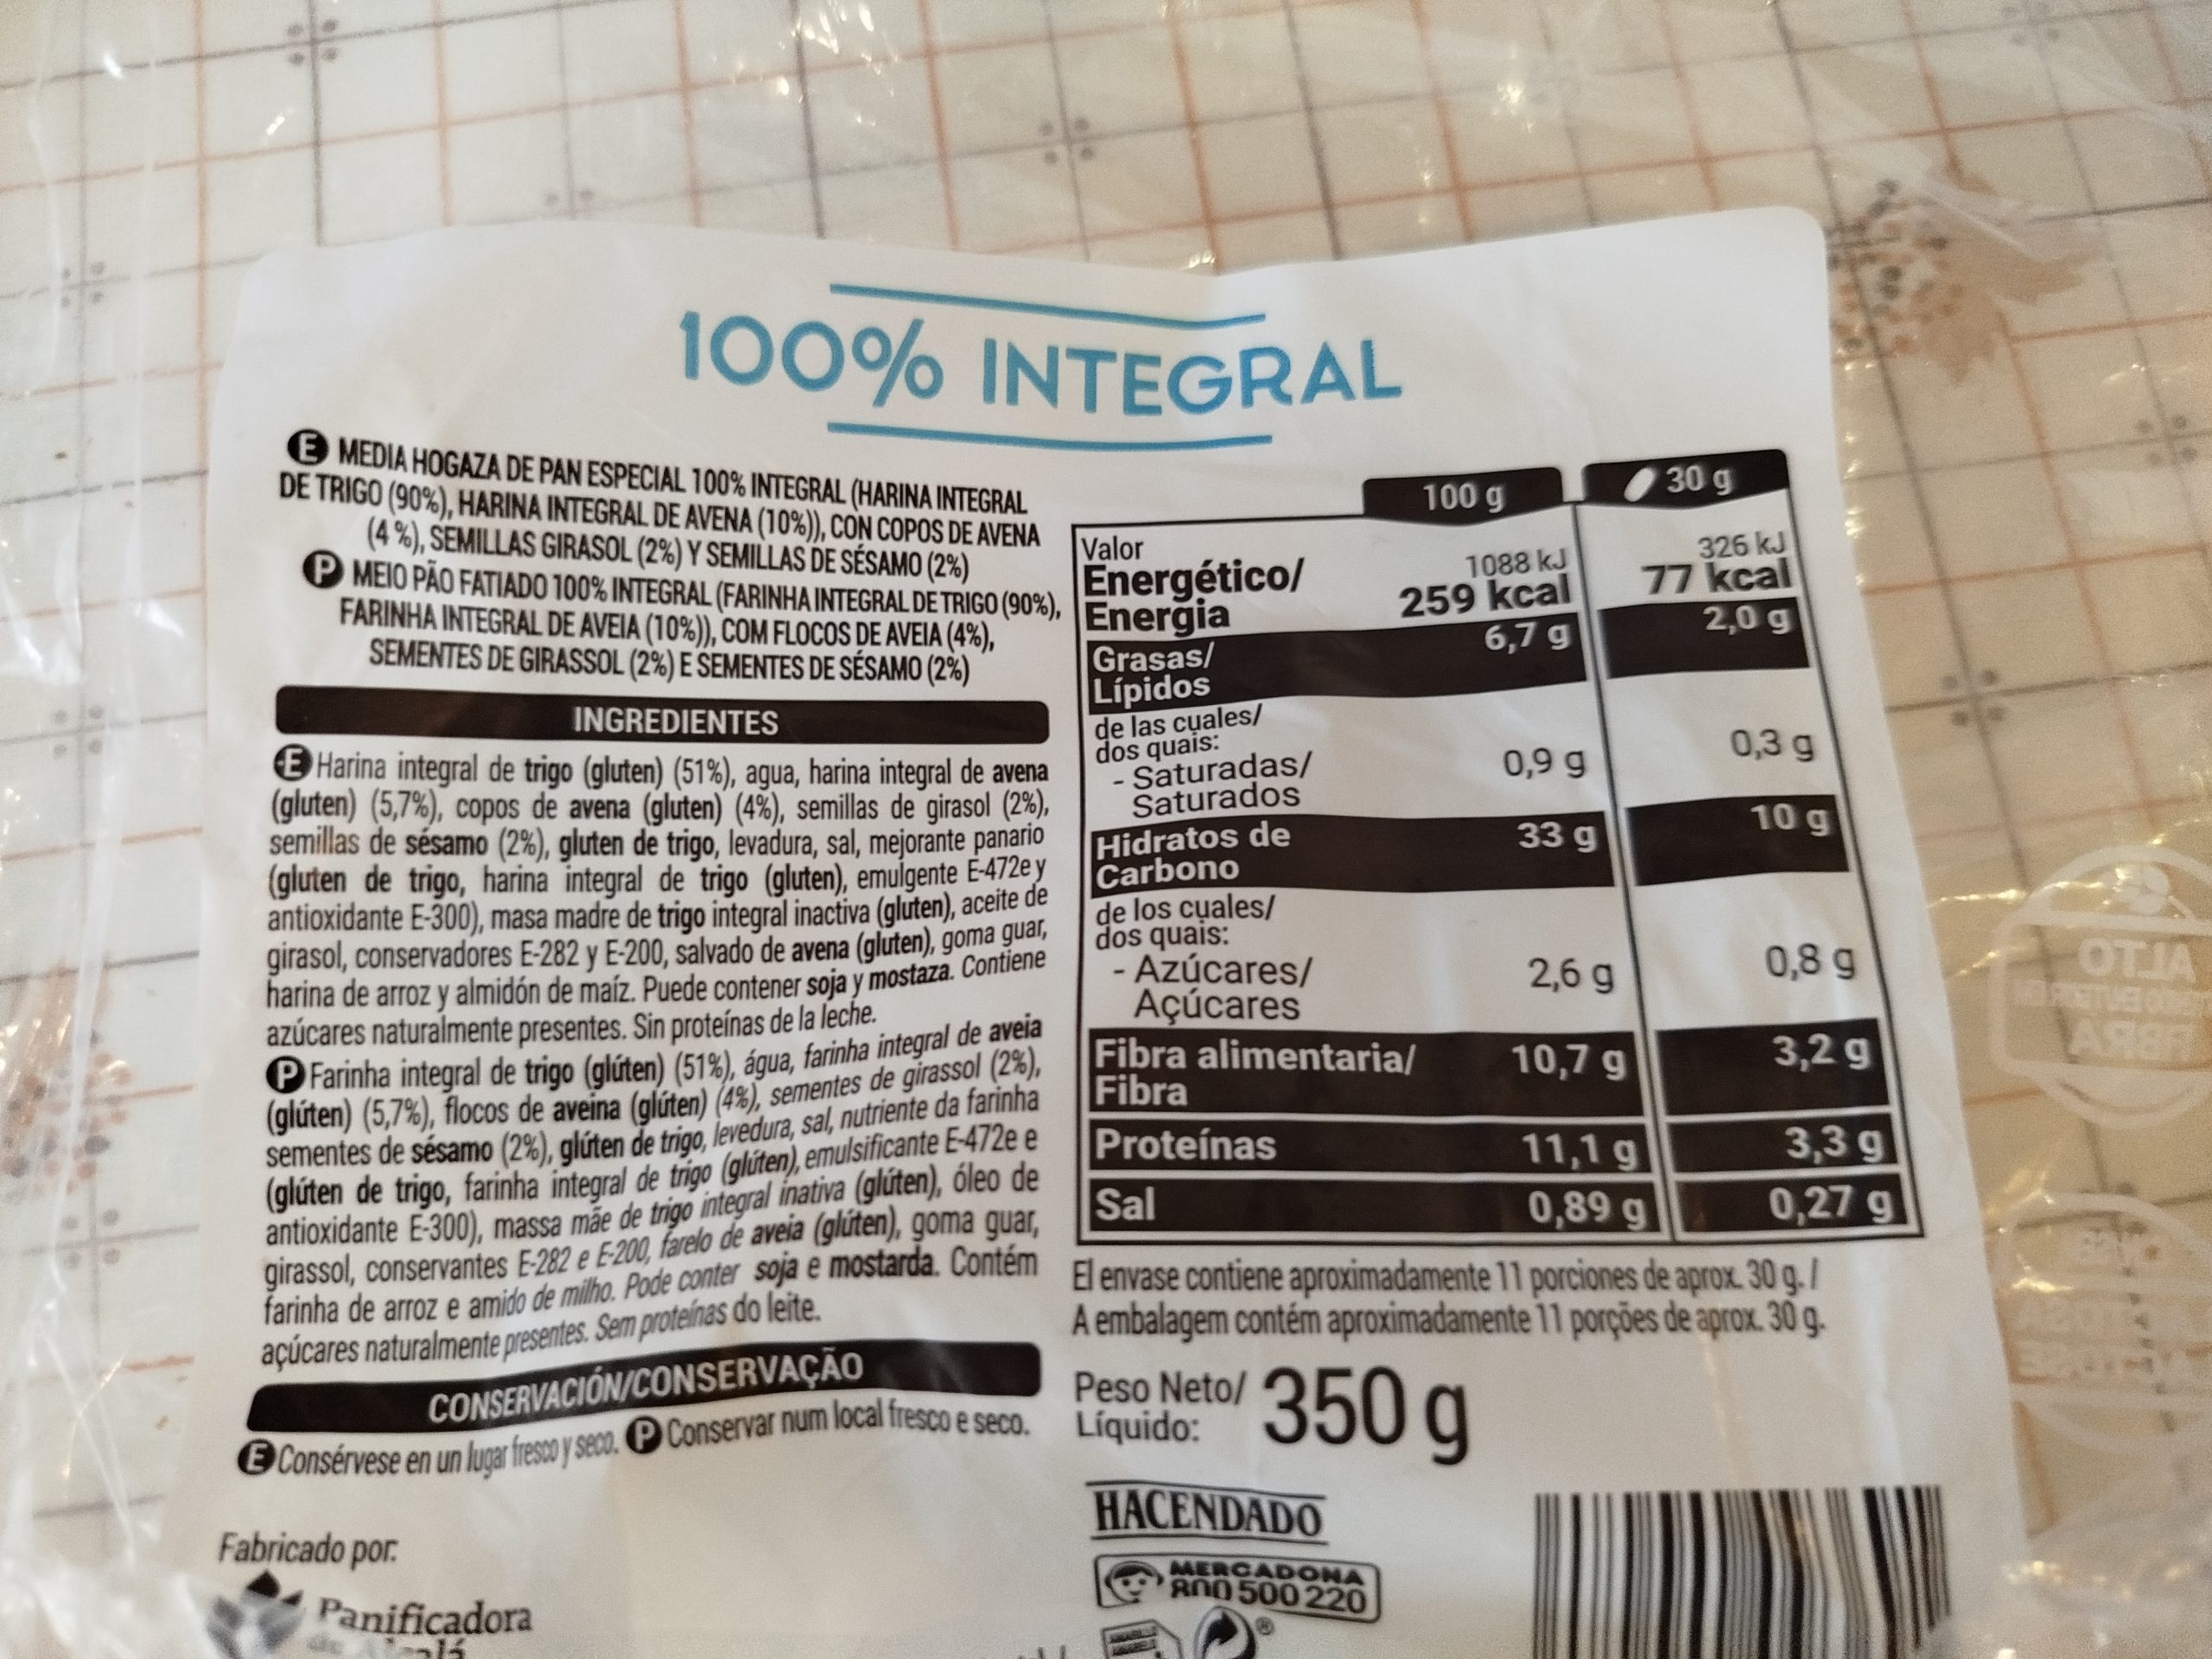 100% INTEGRAL
E MEDIA HOGAZA DE PAN ESPECIAL 100% INTEGRAL (HARINA INTEGRAL
DE TRIGO (90%), HARINA INTEGRAL DE AVENA (10%)), CON COPOS DE AVENA
(4 %), SEMILLAS GIRASOL (2%) Y SEMILLAS DE SÉSAMO (2%)
P MEIO PÃO FATIADO 100% INTEGRAL (FARINHA INTEGRAL DE TRIGO (90%),
FARINHA INTEGRAL DE AVEIA (10%)), COM FLOCOS DE AVEIA (4%),
SEMENTES DE GIRASSOL (2%) E SEMENTES DE SÉSAMO (2%)
INGREDIENTES
E Harina integral de trigo (gluten) (51%), agua, harina integral de avena
(gluten) (5,7%), copos de avena (gluten) (4%), semillas de girasol (2%),
semillas de sésamo (2%), gluten de trigo, levadura, sal, mejorante panario
(gluten de trigo, harina integral de trigo (gluten), emulgente E-472e y
antioxidante E-300), masa madre de trigo integral inactiva (gluten), aceite de
girasol, conservadores E-282 y E-200, salvado de avena (gluten), goma guar,
harina de arroz y almidón de maíz. Puede contener soja y mostaza. Contiene
azúcares naturalmente presentes. Sin proteínas de la leche.
P Farinha integral de trigo (glúten) (51%), água, farinha integral de aveia
(glúten) (5,7%), flocos de aveina (glúten) (4%), sementes de girassol (2%),
sementes de sésamo (2%), glúten de trigo, levedura, sal, nutriente da farinha
(glúten de trigo, farinha integral de trigo (glúten), emulsificante E-472e e
antioxidante E-300), massa mãe de trigo integral inativa (glúten), óleo de
girassol, conservantes E-282 e E-200, farelo de aveia (glúten), goma guar,
farinha de arroz e amido de milho. Pode conter soja e mostarda. Contém
açúcares naturalmente presentes. Sem proteínas do leite.
CONSERVACIÓN/CONSERVAÇÃO
E Consérvese en un lugar fresco y seco. P Conservar num local fresco e seco.
Fabricado por:
Panificadora
100 g 30 g
Valor
Energético/ 1088 kJ 326 kJ
Energia 259 kcal 77 kcal
Grasas/ 6,7 g 2,0 g
Lípidos
de las cuales/
dos quais:
- Saturadas/ 0,9 g 0,3 g
Saturados
Hidratos de 33 g 10 g
Carbono
de los cuales/
dos quais:
- Azúcares/ 2,6 g 0,8 g
Açúcares
Fibra alimentaria/ 10,7 g 3,2 g
Fibra
Proteínas 11,1 g 3,3 g
Sal 0,89 g 0,27 g
El envase contiene aproximadamente 11 porciones de aprox. 30 g. /
A embalagem contém aproximadamente 11 porções de aprox. 30 g.
Peso Neto/ 350 g
Líquido:
HACENDADO
MERCADONA
800 500 220
ALTO
FIBRA